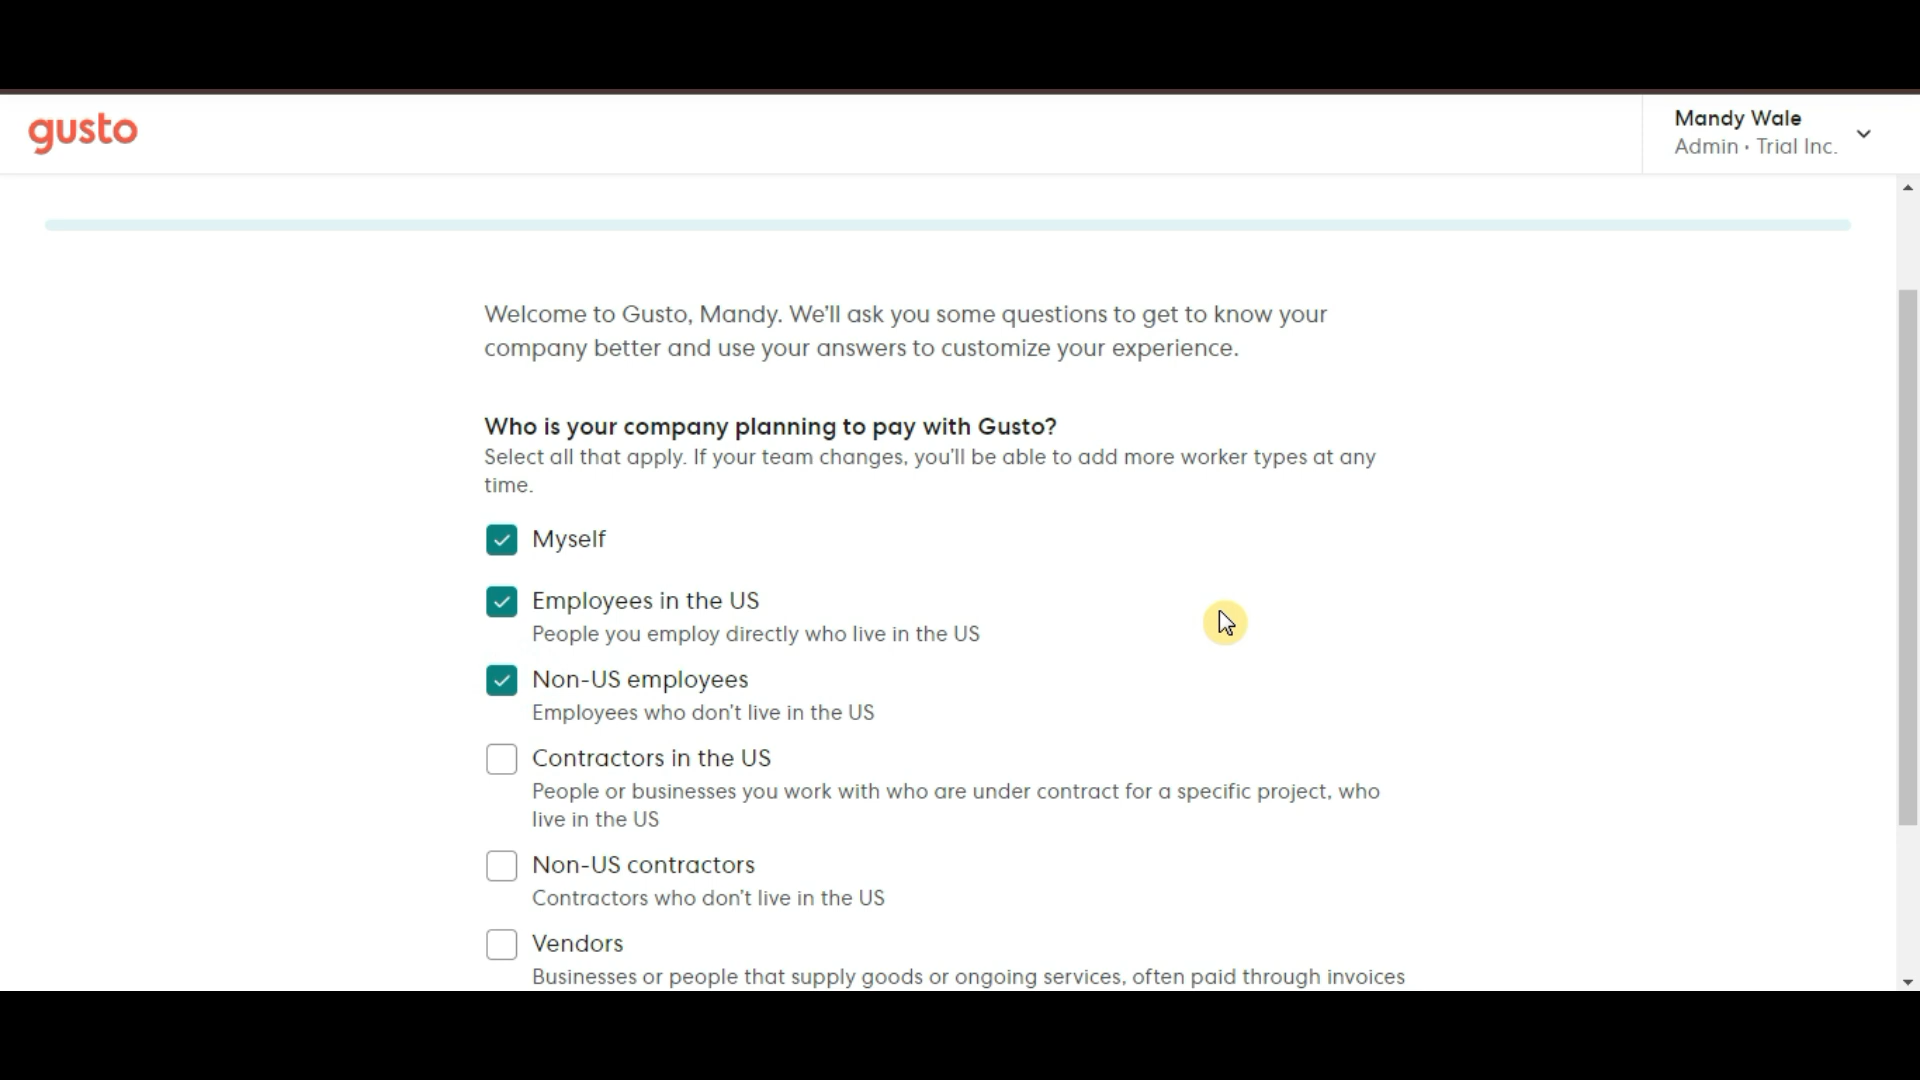 gusto
Mandy Wale
Admin • Trial Inc.
Welcome to Gusto, Mandy. We'll ask you some questions to get to know your
company better and use your answers to customize your experience.
Who is your company planning to pay with Gusto?
Select all that apply. If your team changes, you'll be able to add more worker types at any
time.
Myself
Employees in the US
People you employ directly who live in the US
Non-US employees
Employees who don't live in the US
Contractors in the US
People or businesses you work with who are under contract for a specific project, who
live in the US
Non-US contractors
Contractors who don't live in the US
Vendors
Businesses or people that supply goods or ongoing services, often paid through invoices